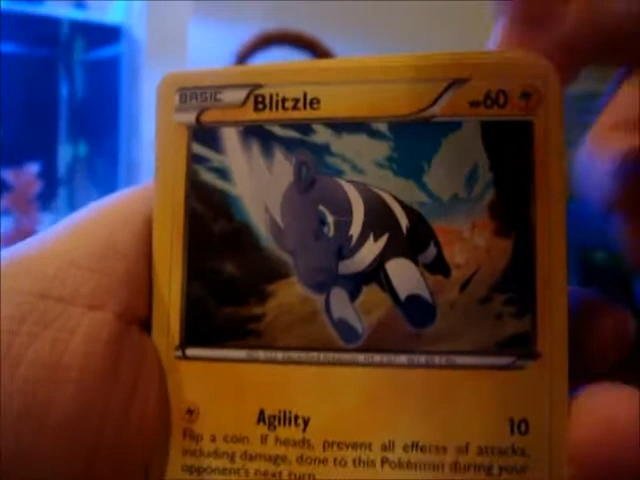 BASIC Blitzle HP60
Agility 10
Flip a coin. If heads, prevent all effects of attacks,
including damage, done to this Pokémon during your
opponent's next turn.